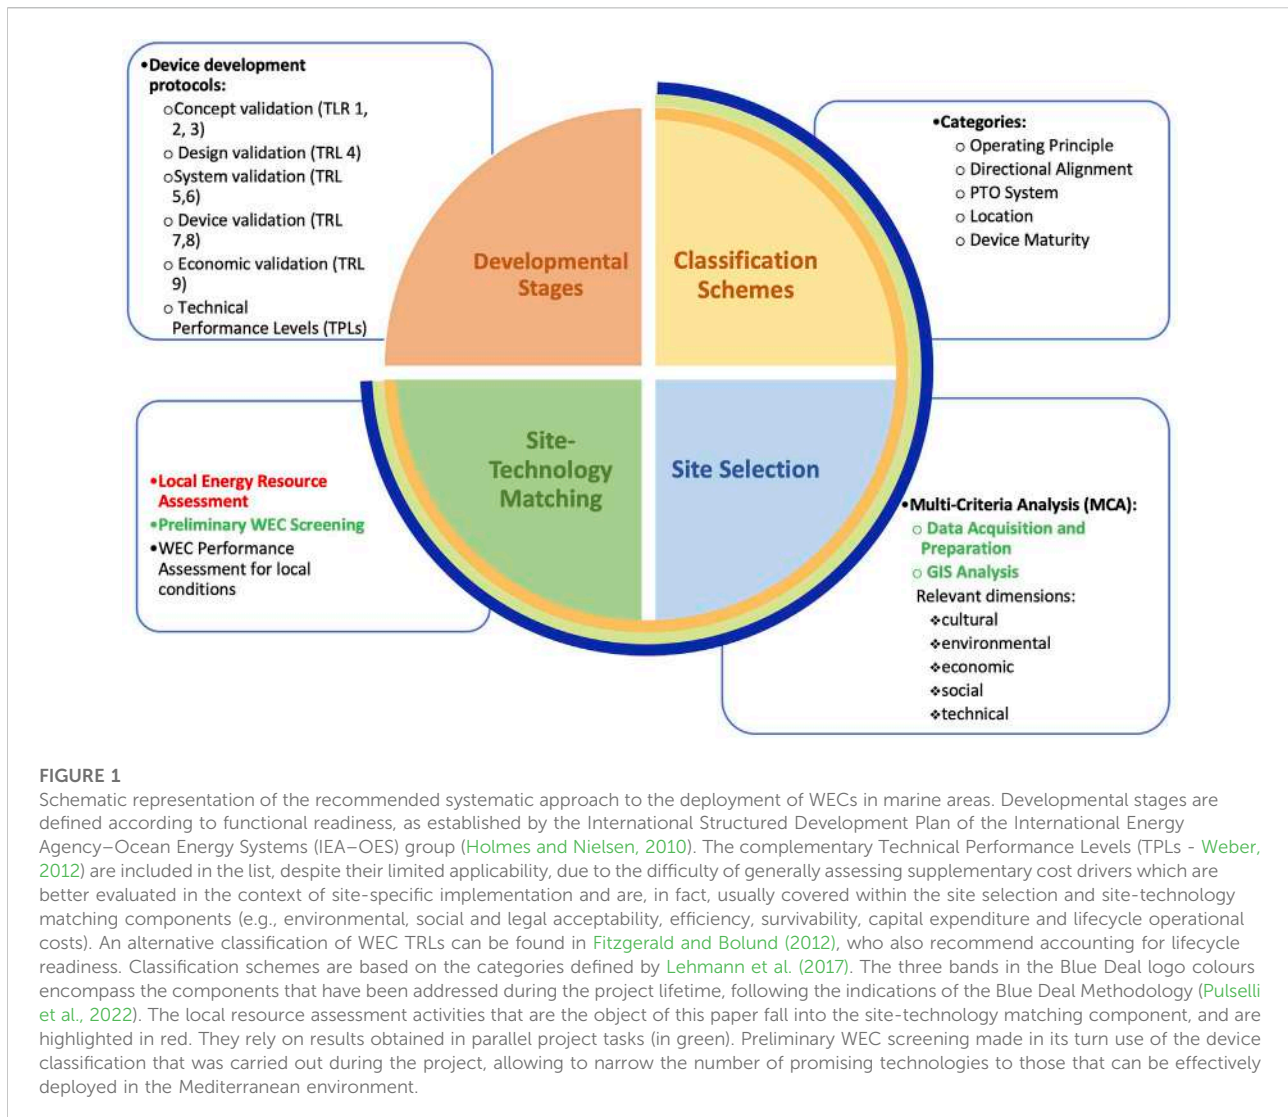 •Device development
protocols:
oConcept validation (TLR 1,
2, 3)
o Design validation (TRL 4)
oSystem validation (TRL
5,6)
o Device validation (TRL
7,8)
o Economic validation (TRL
9)
o Technical
Performance Levels (TPLs)
Developmental
Stages
Classification
Schemes
•Categories:
o Operating Principle
o Directional Alignment
o PTO System
o Location
o Device Maturity
•Local Energy Resource
Assessment
•Preliminary WEC Screening
•WEC Performance
Assessment for local
conditions
Site-
Technology
Matching
Site Selection
•Multi-Criteria Analysis (MCA):
o Data Acquisition and
Preparation
o GIS Analysis
Relevant dimensions:
❖cultural
❖environmental
❖economic
❖social
❖technical
FIGURE 1
Schematic representation of the recommended systematic approach to the deployment of WECs in marine areas. Developmental stages are
defined according to functional readiness, as established by the International Structured Development Plan of the International Energy
Agency–Ocean Energy Systems (IEA–OES) group (Holmes and Nielsen, 2010). The complementary Technical Performance Levels (TPLs - Weber,
2012) are included in the list, despite their limited applicability, due to the difficulty of generally assessing supplementary cost drivers which are
better evaluated in the context of site-specific implementation and are, in fact, usually covered within the site selection and site-technology
matching components (e.g., environmental, social and legal acceptability, efficiency, survivability, capital expenditure and lifecycle operational
costs). An alternative classification of WEC TRLs can be found in Fitzgerald and Bolund (2012), who also recommend accounting for lifecycle
readiness. Classification schemes are based on the categories defined by Lehmann et al. (2017). The three bands in the Blue Deal logo colours
encompass the components that have been addressed during the project lifetime, following the indications of the Blue Deal Methodology (Pulselli
et al., 2022). The local resource assessment activities that are the object of this paper fall into the site-technology matching component, and are
highlighted in red. They rely on results obtained in parallel project tasks (in green). Preliminary WEC screening made in its turn use of the device
classification that was carried out during the project, allowing to narrow the number of promising technologies to those that can be effectively
deployed in the Mediterranean environment.